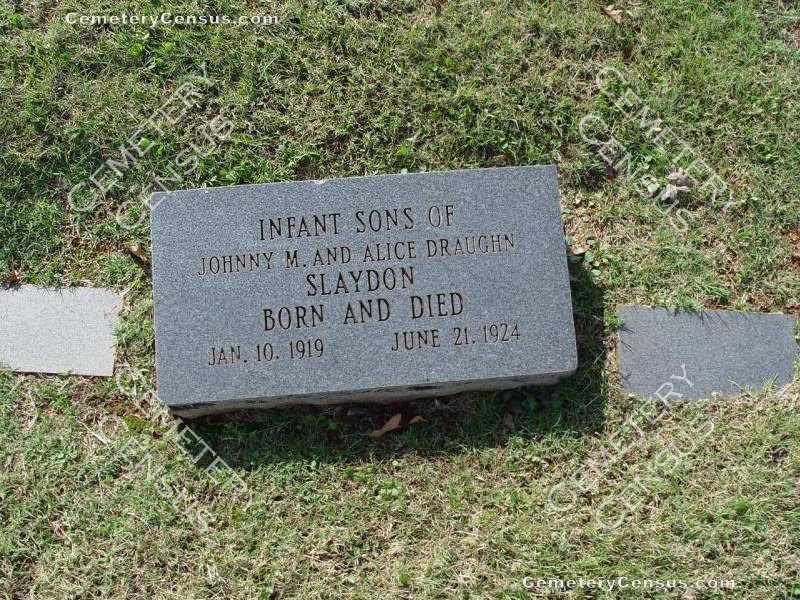 CemeteryCensus.com
Cemetery
Census
Cemetery
Census
INFANT SONS OF
JOHNNY M. AND ALICE DRAUGHN
SLAYDON
BORN AND DIED
JAN. 10. 1919 JUNE 21. 1924
Cemetery
Census
Cemetery
Census
CemeteryCensus.com